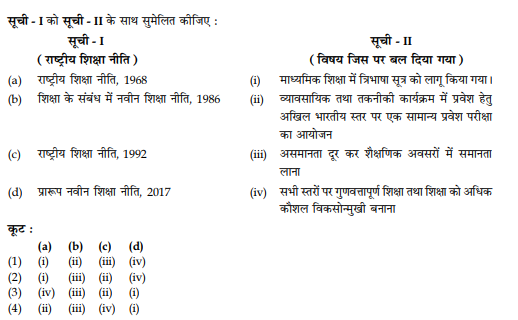 सूची - I को सूची - II के साथ सुमेलित कीजिए :
सूची - I सूची - II
( राष्ट्रीय शिक्षा नीति ) ( विषय जिस पर बल दिया गया )
(a) राष्ट्रीय शिक्षा नीति, 1968 (i) माध्यमिक शिक्षा में त्रिभाषा सूत्र को लागू किया गया।
(b) शिक्षा के संबंध में नवीन शिक्षा नीति, 1986 (ii) व्यावसायिक तथा तकनीकी कार्यक्रम में प्रवेश हेतु
अखिल भारतीय स्तर पर एक सामान्य प्रवेश परीक्षा
का आयोजन
(c) राष्ट्रीय शिक्षा नीति, 1992 (iii) असमानता दूर कर शैक्षणिक अवसरों में समानता
लाना
(d) प्रारूप नवीन शिक्षा नीति, 2017 (iv) सभी स्तरों पर गुणवत्तापूर्ण शिक्षा तथा शिक्षा को अधिक
कौशल विकसोन्मुखी बनाना
कूट :
(a) (b) (c) (d)
(1) (i) (ii) (iii) (iv)
(2) (i) (iii) (ii) (iv)
(3) (iv) (iii) (ii) (i)
(4) (ii) (iii) (iv) (i)